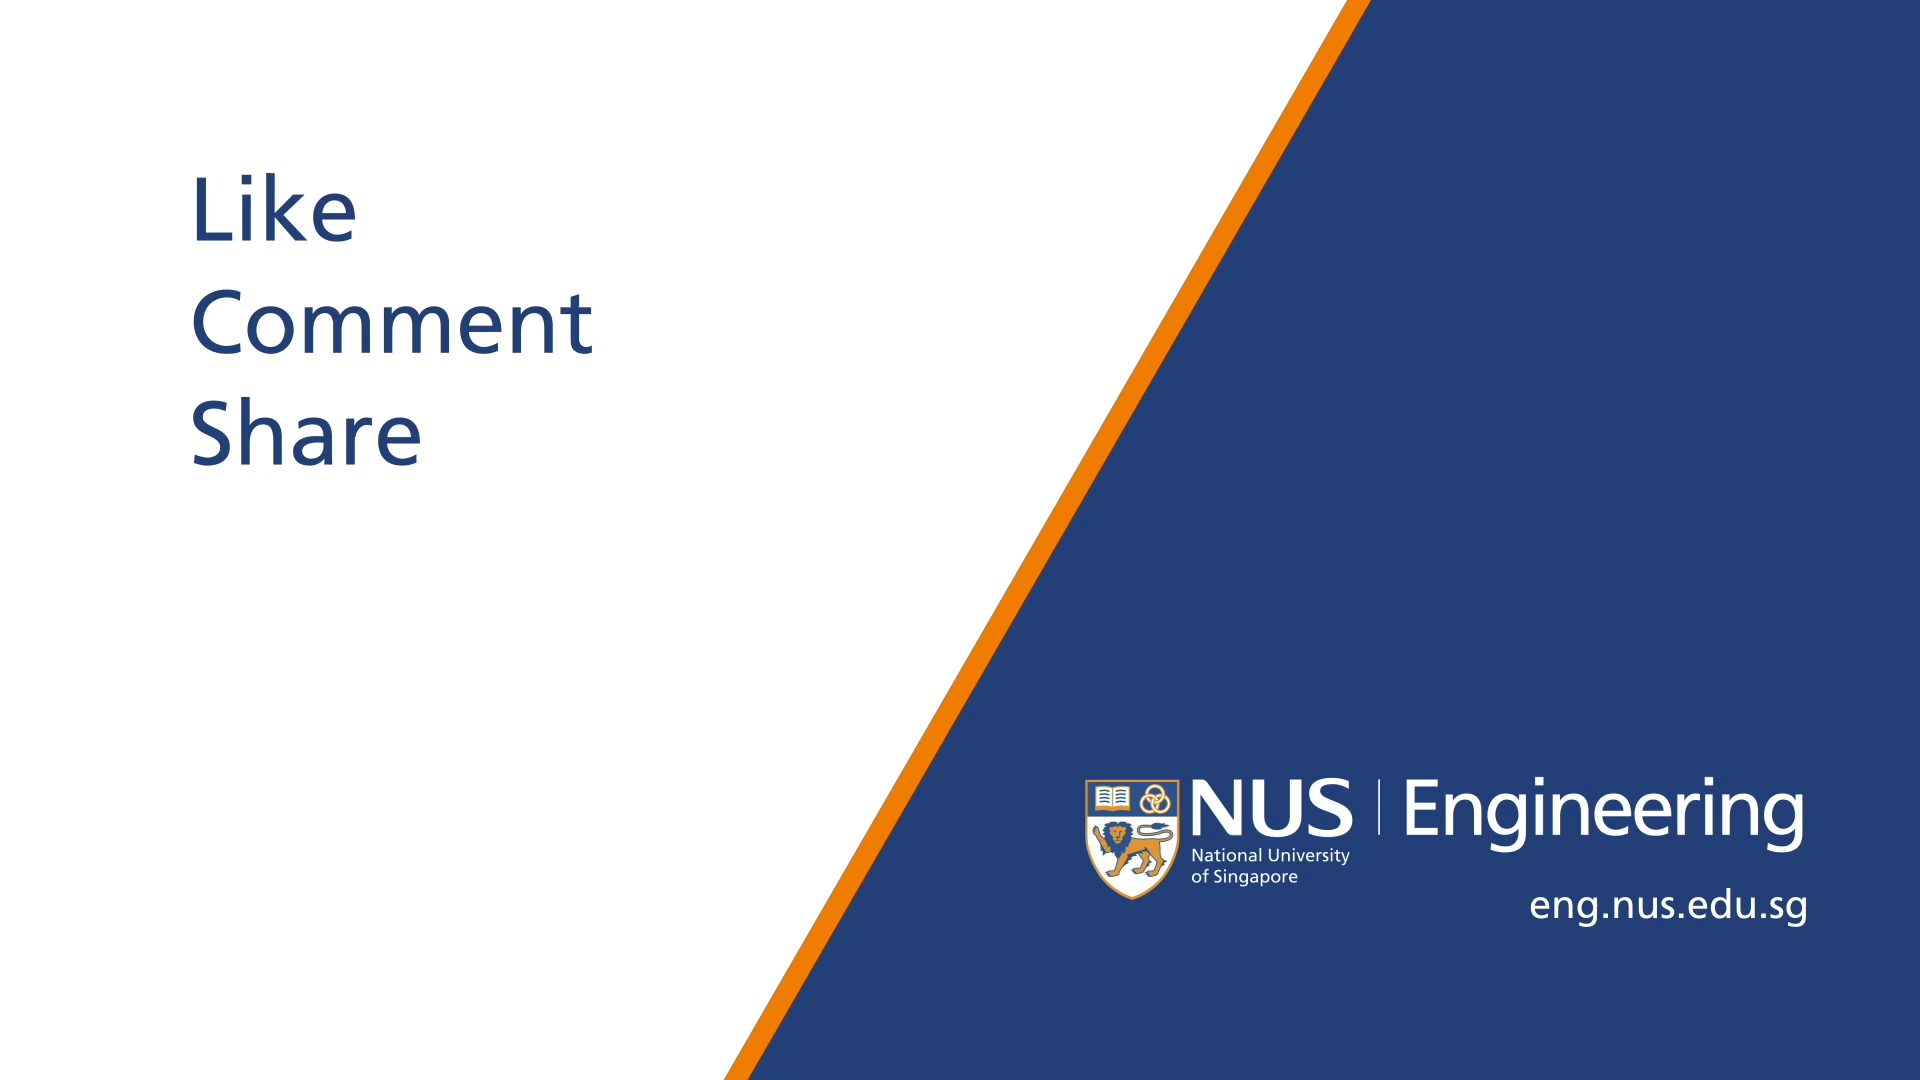 Like
Comment
Share
NUS | Engineering
National University
of Singapore
eng.nus.edu.sg